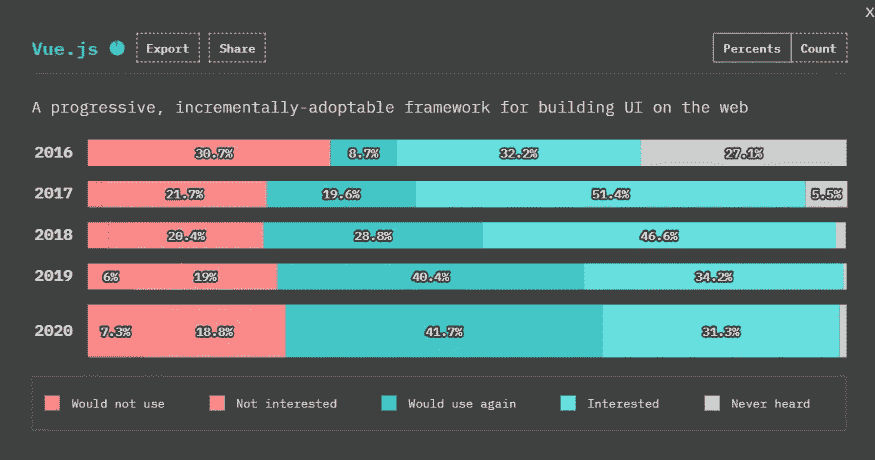 X
Vue.js Export Share Percents Count
A progressive, incrementally-adoptable framework for building UI on the web
2016 30.7% 8.7% 32.2% 27.1%
2017 21.7% 19.6% 51.4% 5.5%
2018 20.4% 28.8% 46.6%
2019 6% 19% 40.4% 34.2%
2020 7.3% 18.8% 41.7% 31.3%
Would not use Not interested Would use again Interested Never heard